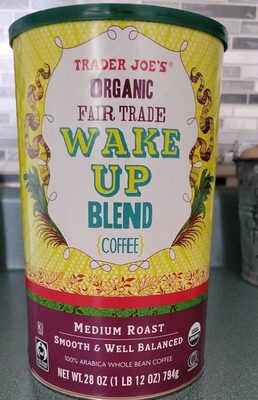 TRADER JOE'S®
ORGANIC
FAIR TRADE
WAKE
UP
BLEND
{COFFEE}
MEDIUM ROAST
SMOOTH & WELL BALANCED
100% ARABICA WHOLE BEAN COFFEE
NET WT. 28 OZ (1 LB 12 OZ) 794g